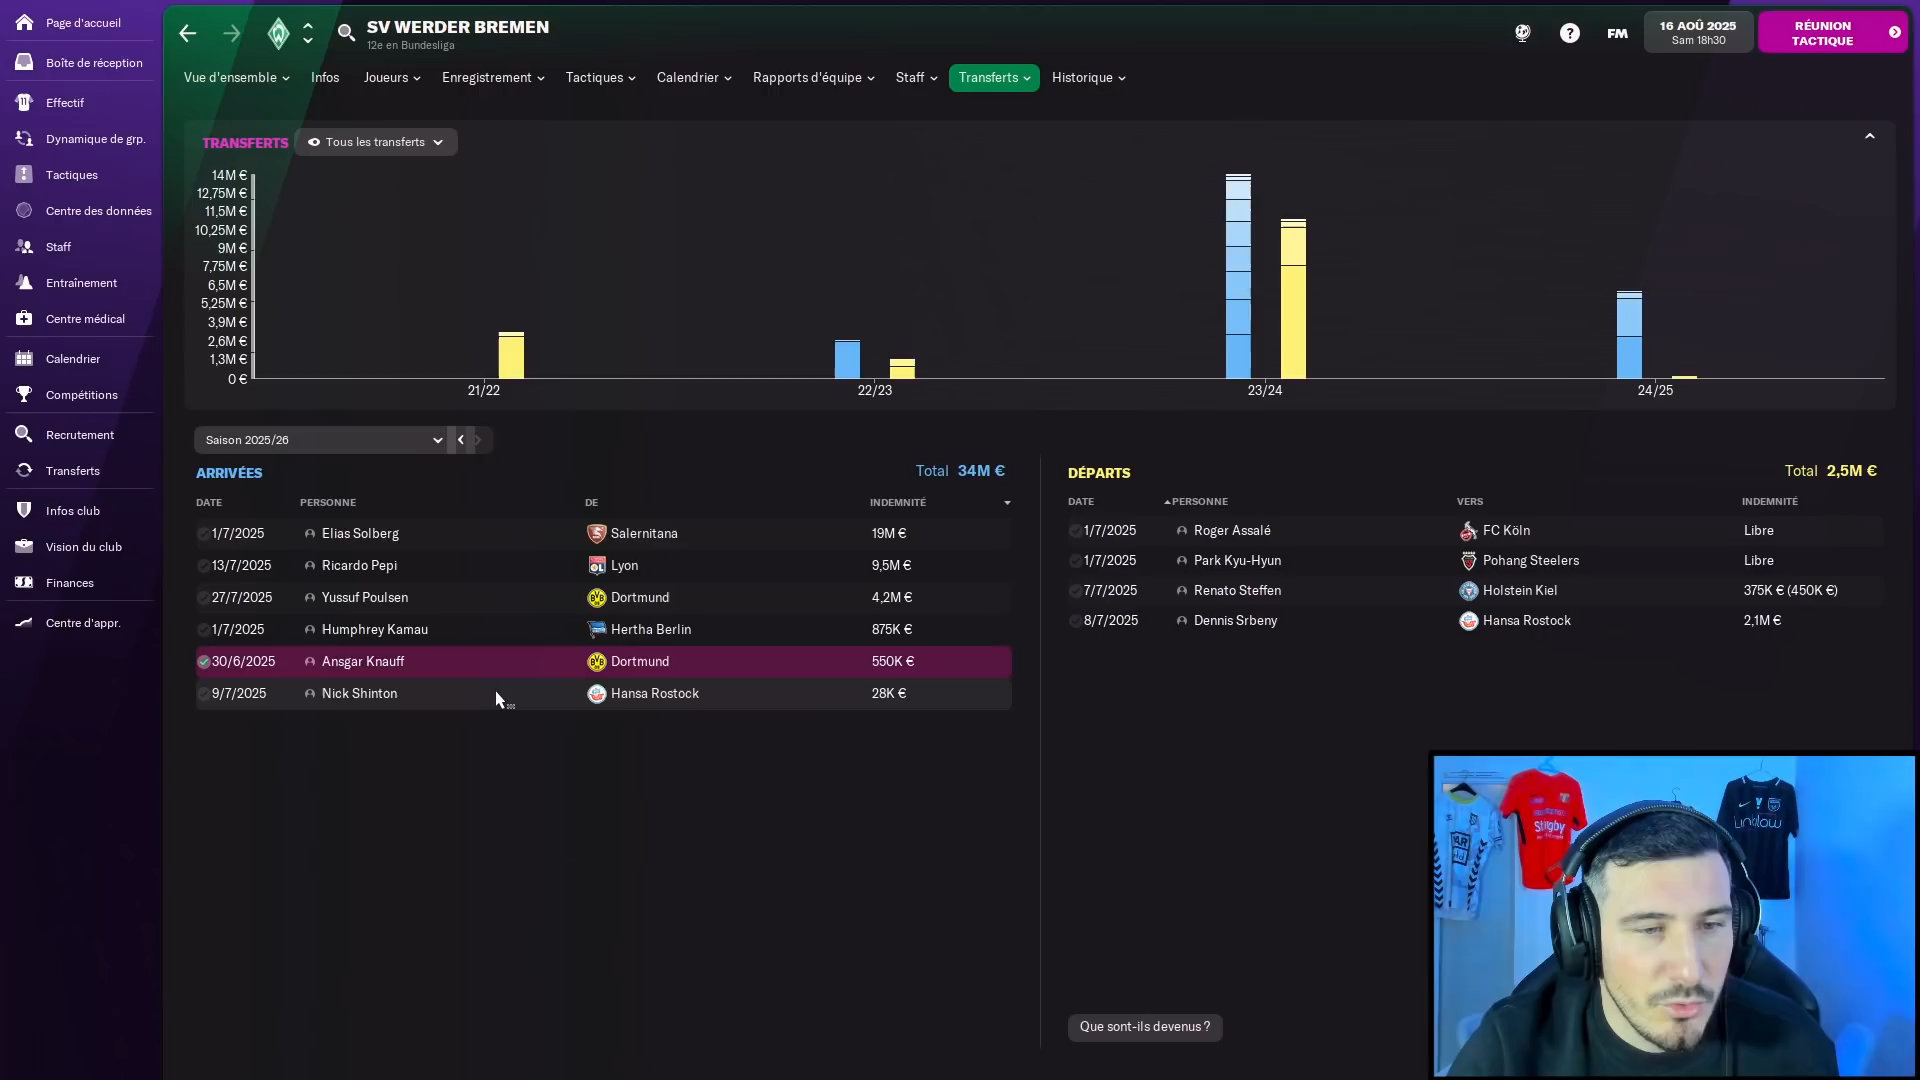 Page d'accueil
Boîte de réception
Effectif
Dynamique de grp.
Tactiques
Centre des données
Staff
Entraînement
Centre médical
Calendrier
Compétitions
Recrutement
Transferts
Infos club
Vision du club
Finances
Centre d'appr.
SV WERDER BREMEN
12e en Bundesliga
FM
16 AOÛ 2025
Sam 18h30
RÉUNION
TACTIQUE
Vue d'ensemble Infos Joueurs Enregistrement Tactiques Calendrier Rapports d'équipe Staff Transferts Historique
TRANSFERTS Tous les transferts
14M €
12,75M €
11,5M €
10,25M €
9M €
7,75M €
6,5M €
5,25M €
3,9M €
2,6M €
1,3M €
0 €
21/22 22/23 23/24 24/25
Saison 2025/26
ARRIVÉES Total 34M €
DATE PERSONNE DE INDEMNITÉ
1/7/2025 Elias Solberg Salernitana 19M €
13/7/2025 Ricardo Pepi Lyon 9,5M €
27/7/2025 Yussuf Poulsen Dortmund 4,2M €
1/7/2025 Humphrey Kamau Hertha Berlin 875K €
30/6/2025 Ansgar Knauff Dortmund 550K €
9/7/2025 Nick Shinton Hansa Rostock 28K €
DÉPARTS Total 2,5M €
DATE PERSONNE VERS INDEMNITÉ
1/7/2025 Roger Assalé FC Köln Libre
1/7/2025 Park Kyu-Hyun Pohang Steelers Libre
7/7/2025 Renato Steffen Holstein Kiel 375K € (450K €)
8/7/2025 Dennis Srbeny Hansa Rostock 2,1M €
Que sont-ils devenus ?